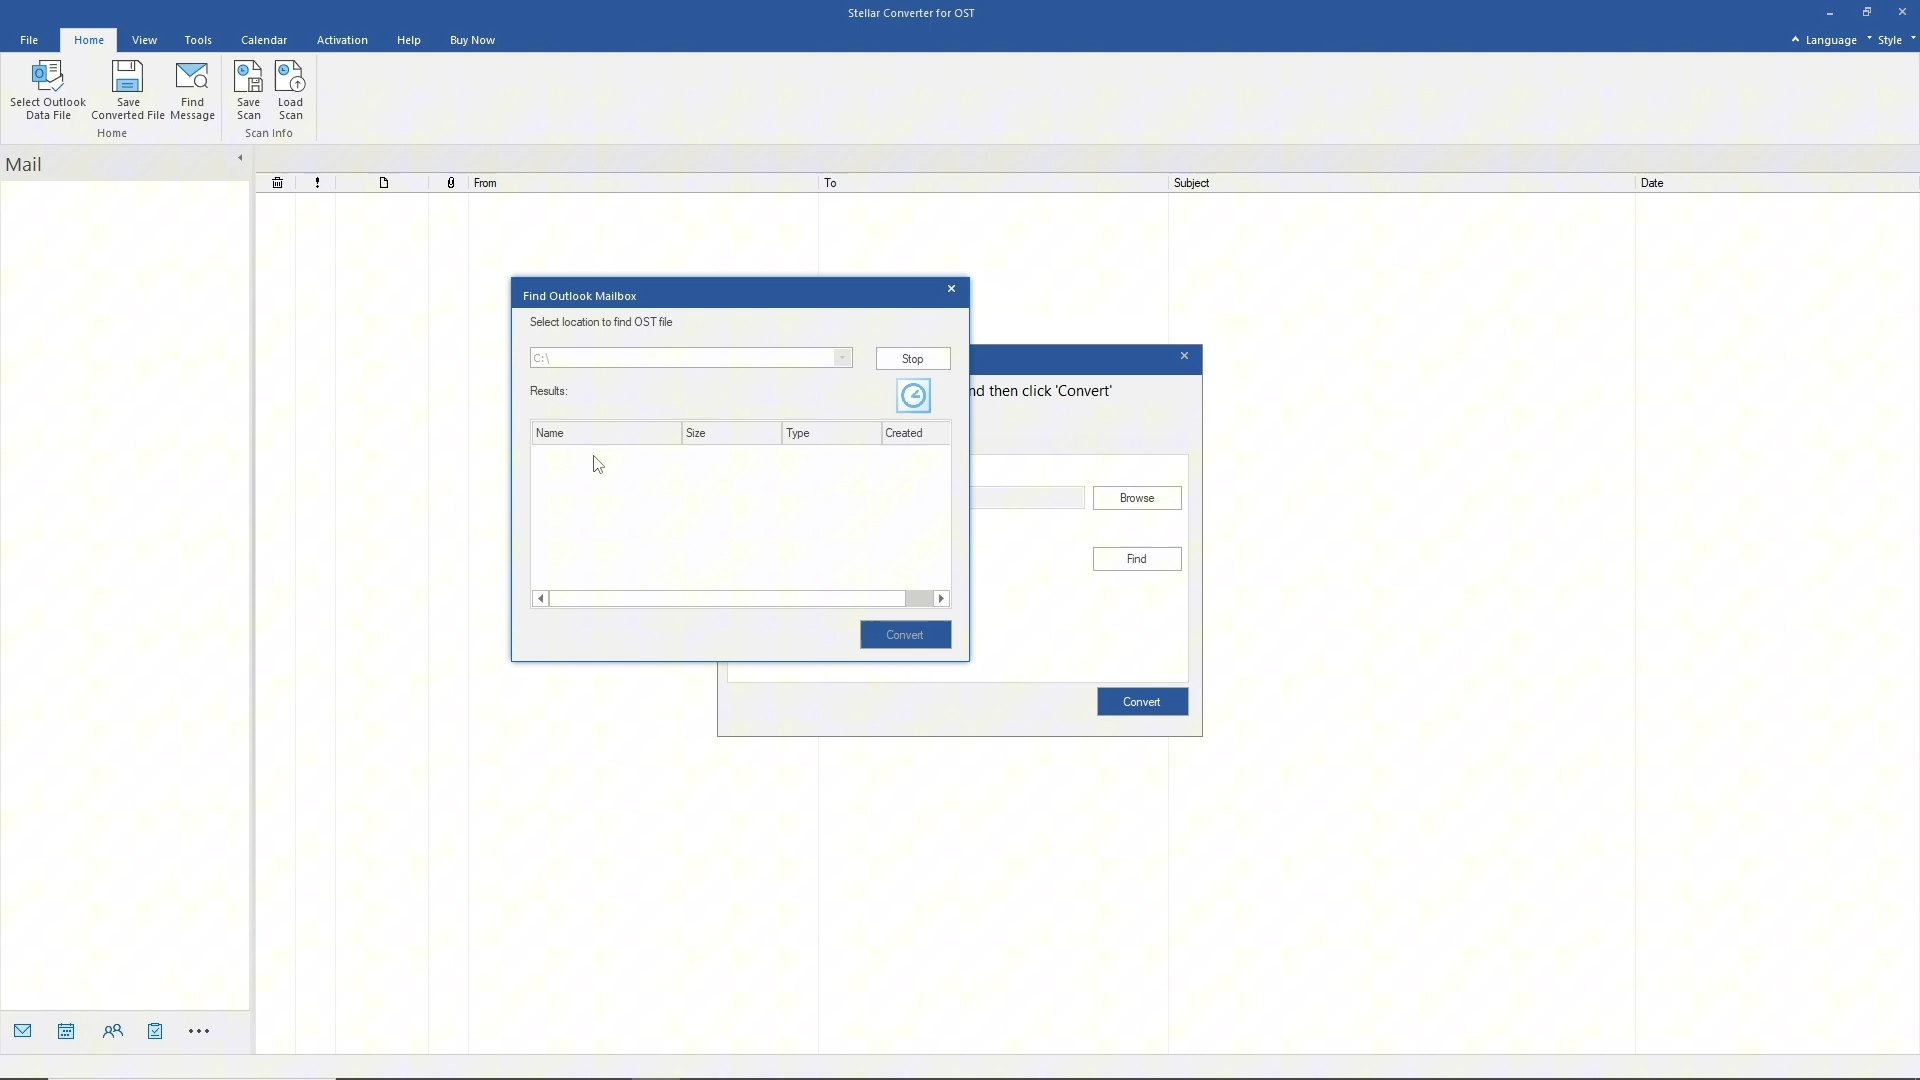 Stellar Converter for OST
File Home View Tools Calendar Activation Help Buy Now Language Style
Select Outlook Data File
Save Converted File
Find Message
Save Scan
Load Scan
Home Scan Info
Mail
From To Subject Date
Find Outlook Mailbox
Select location to find OST file
C:\ Stop
Results:
nd then click 'Convert'
Name Size Type Created
Browse
Find
Convert
Convert